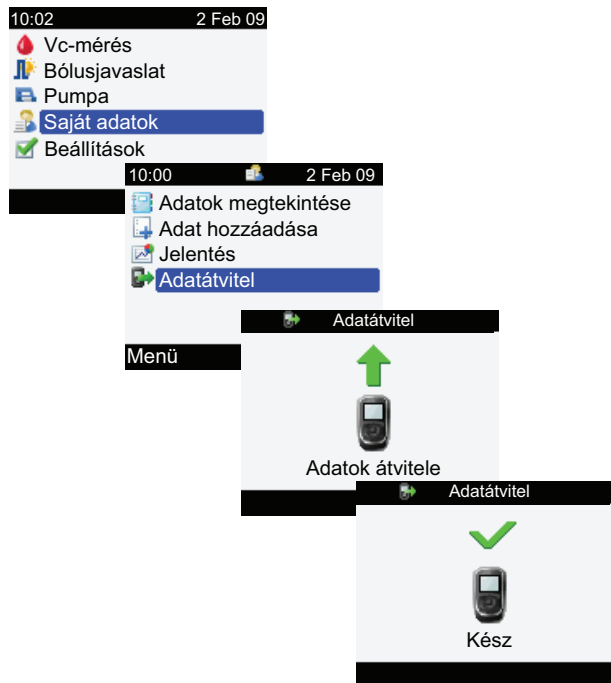 10:02 2 Feb 09
Vc-mérés
Bólusjavaslat
Pumpa
Saját adatok
Beállítások
10:00 2 Feb 09
Adatok megtekintése
Adat hozzáadása
Jelentés
Adatátvitel
Menü
Adatátvitel
Adatok átvitele
Adatátvitel
Kész